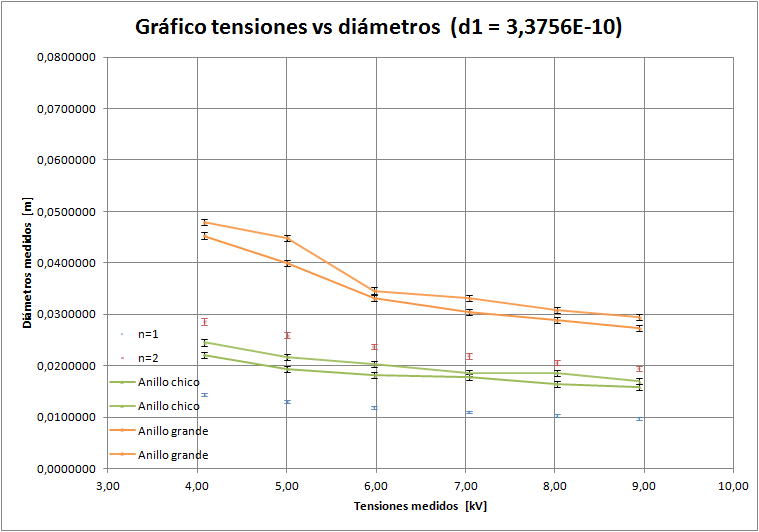 Gráfico tensiones vs diámetros (d1 = 3,3756E-10)
0,0800000
0,0700000
0,0600000
0,0500000
0,0400000
0,0300000
0,0200000
0,0100000
0,0000000
Diámetros medidos [m]
n=1
n=2
Anillo chico
Anillo chico
Anillo grande
Anillo grande
3,00 4,00 5,00 6,00 7,00 8,00 9,00 10,00
Tensiones medidos [kV]